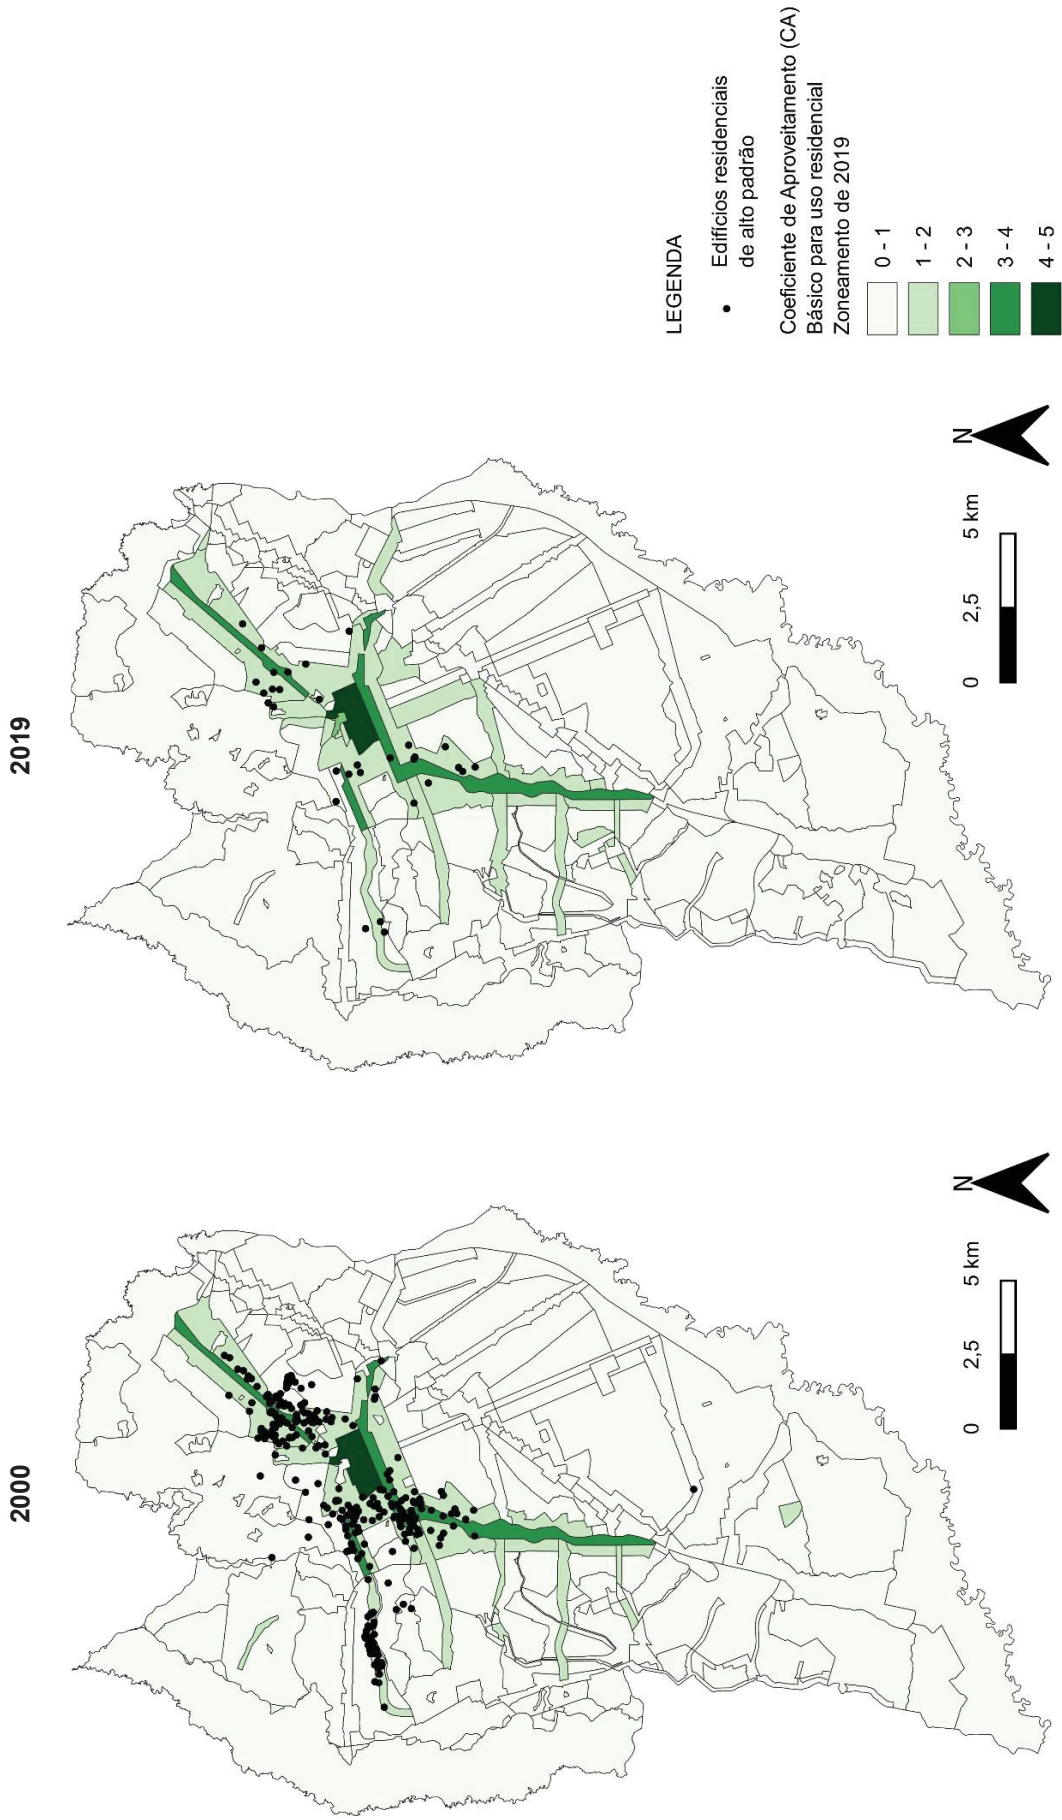 2000
2019
N
0 2,5 5 km
N
0 2,5 5 km
LEGENDA
Edifícios residenciais
de alto padrão
Coeficiente de Aproveitamento (CA)
Básico para uso residencial
Zoneamento de 2019
0 - 1
1 - 2
2 - 3
3 - 4
4 - 5